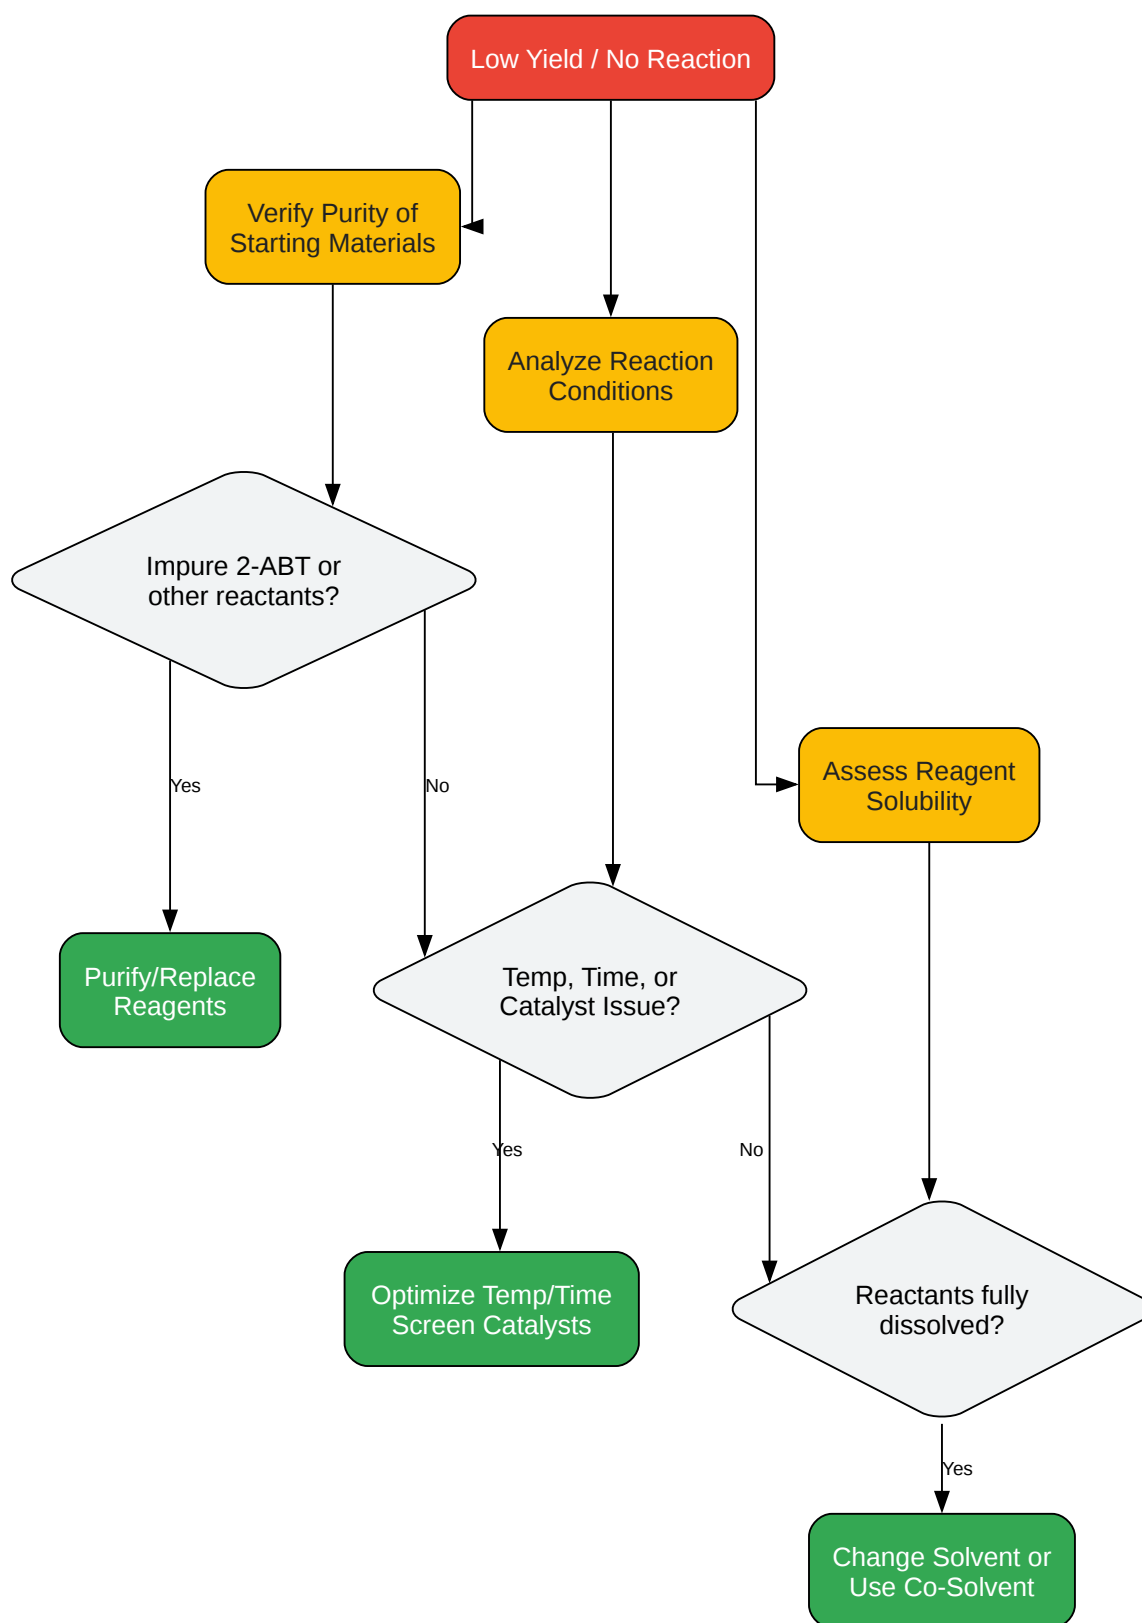 Low Yield / No Reaction
Verify Purity of
Starting Materials
Analyze Reaction
Conditions
Impure 2-ABT or
other reactants?
Yes
No
Assess Reagent
Solubility
Purify/Replace
Reagents
Temp, Time, or
Catalyst Issue?
Yes
No
Optimize Temp/Time
Screen Catalysts
Reactants fully
dissolved?
Yes
Change Solvent or
Use Co-Solvent